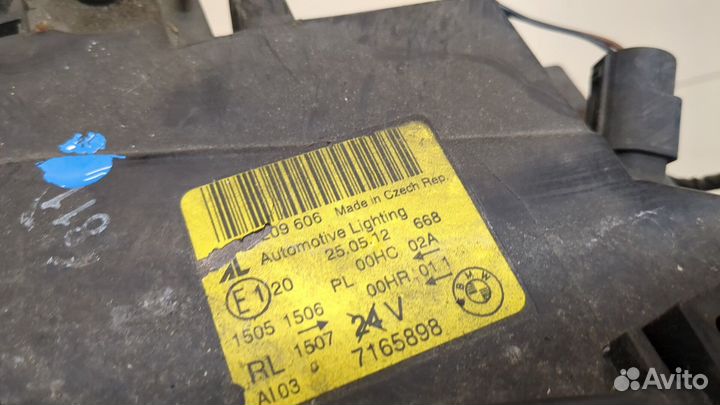 09 606 Made in Czech Rep.
AL Automotive Lighting
25.05.12 668
E1 20 PL 00HC 02A
00HR 01.1 BMW
1505 1506
RL 1507 24V
AI03 7165898
Avito